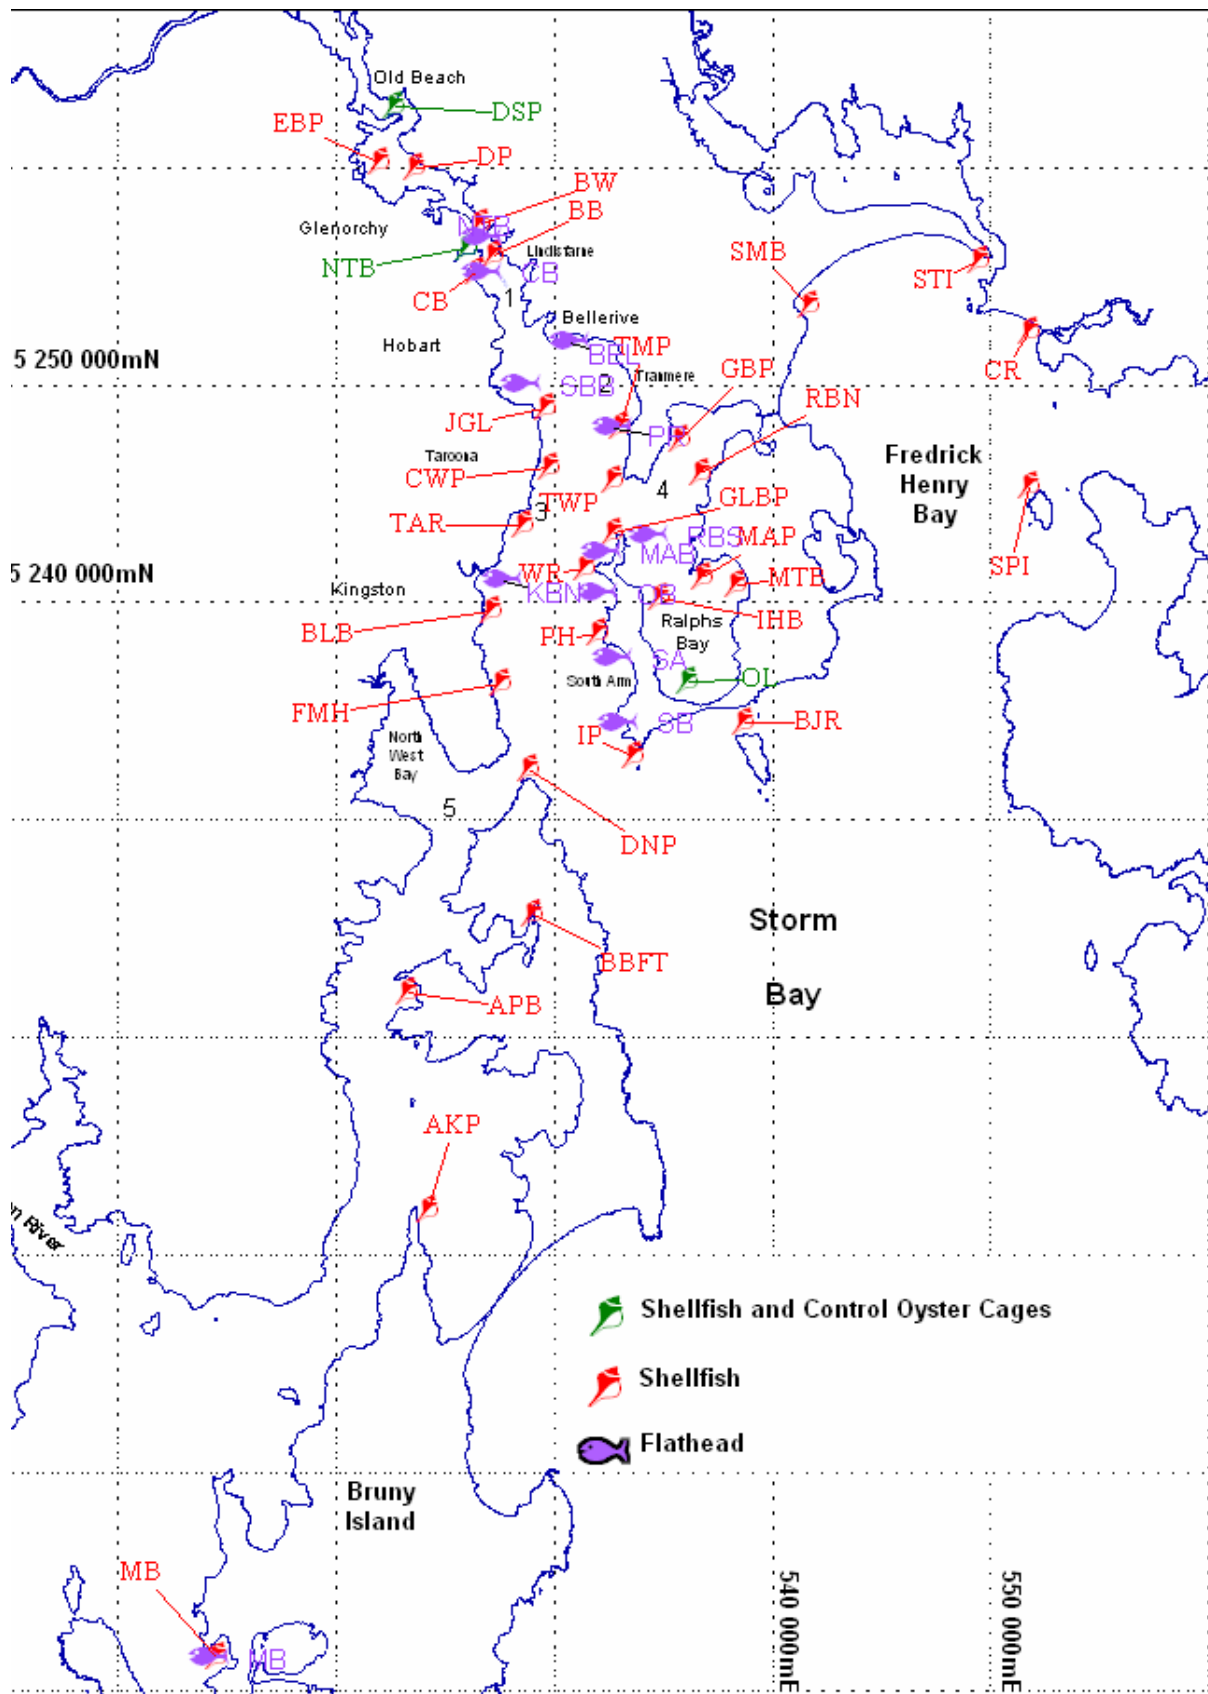 Old Beach
DSP
EBP
DP
BW
BB
Glenorchy
NTB
NTB
Lindisfarne
SMB
STI
CB
CB
1
Bellerive
Hobart
5 250 000mN
BEL
TMP
CR
2
Tranmere
GBP
SBB
RBN
JGL
PR
Taroona
Fredrick
Henry
Bay
CWP
4
TWP
GLBP
3
TAR
RBS
MAP
MAB
SPI
5 240 000mN
WR
MTB
Kingston
KBN
OB
IHB
BLB
Ralphs
Bay
PH
SA
South Arm
OL
FMH
SB
BJR
IP
North
West
Bay
5
DNP
Storm
BBFT
Bay
APB
AKP
n River
Shellfish and Control Oyster Cages
Shellfish
Flathead
Bruny
Island
MB
540 000mE
550 000mE
MB